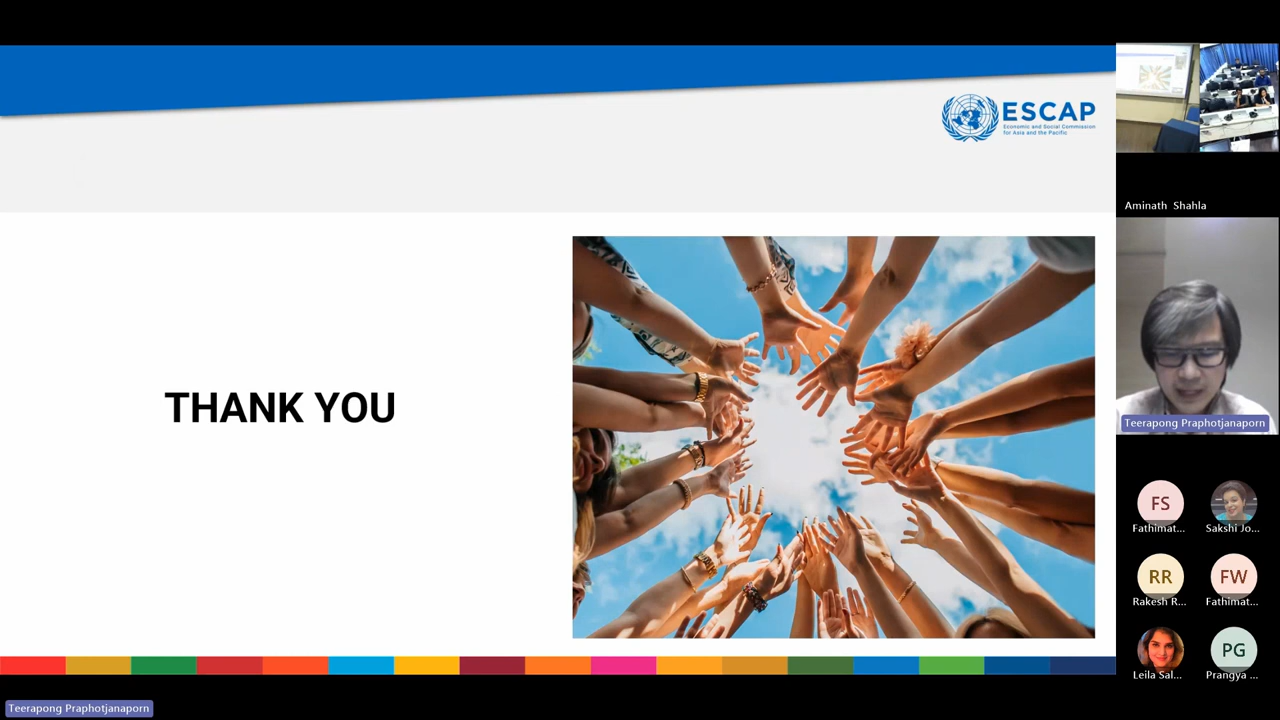 ESCAP
Economic and Social Commission
for Asia and the Pacific
THANK YOU
Aminath Shahla
Teerapong Praphotjanaporn
FS
Fathimat...
Sakshi Jo...
RR
Rakesh R...
FW
Fathimat...
Leila Sal...
PG
Prangya ...
Teerapong Praphotjanaporn